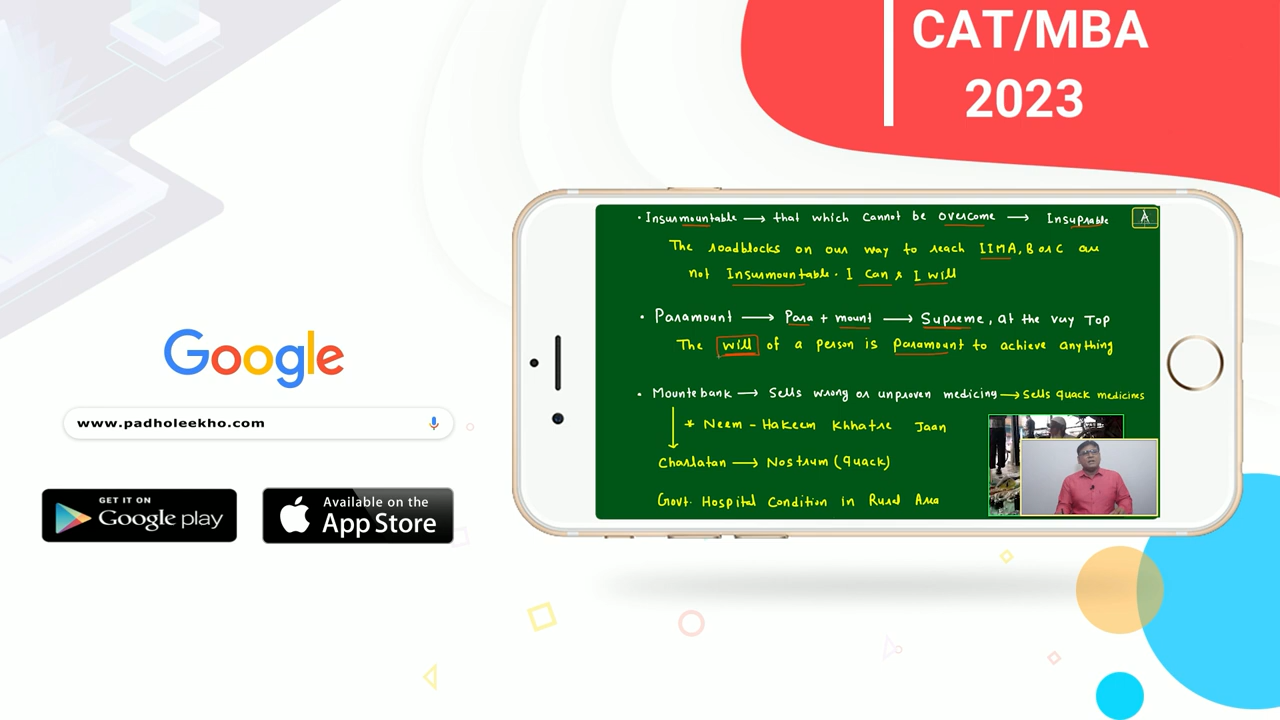 CAT/MBA
2023
• Insurmountable → that which cannot be overcome → Insuprable
The roadblocks on our way to reach IIMA, B or C are
not Insurmountable. I can & I will
• Paramount → Para + mount → Supreme, at the very Top
The will of a person is Paramount to achieve anything
• Mountebank → Sells wrong or unproven medicing → Sells quack medicines
* Neem - Hakeem Khhatre Jaan
Charlatan → Nostrum (quack)
Govt. Hospital Condition in Rural Area
Google
www.padholeekho.com
GET IT ON
Google play
Available on the
App Store